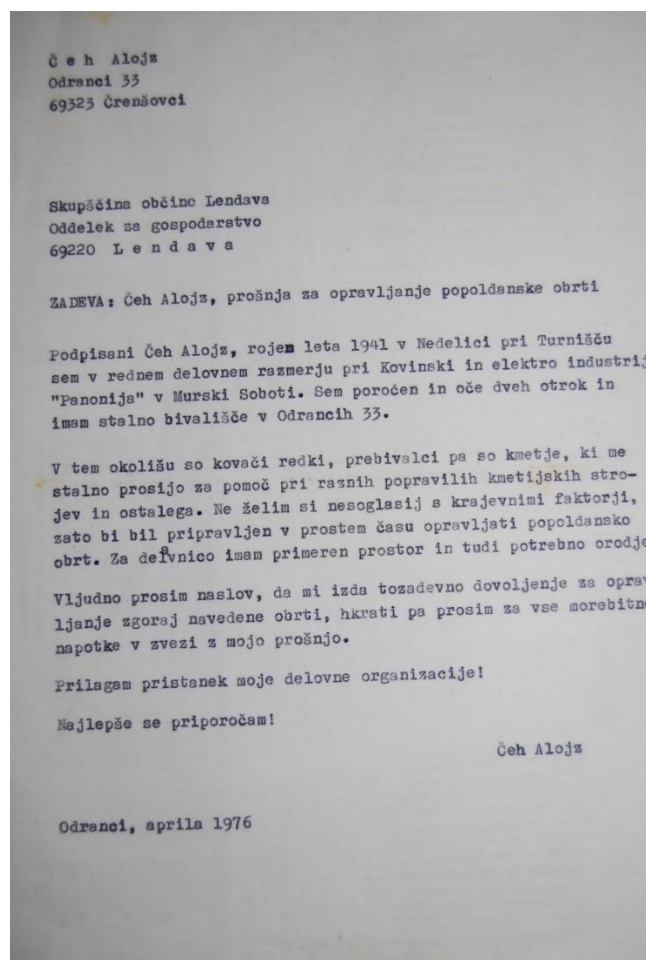 Č e h  Alojz
Odranci 33
69323 Črenšovci
Skupščina občine Lendava
Oddelek za gospodarstvo
69220  L e n d a v a
ZADEVA: Čeh Alojz, prošnja za opravljanje popoldanske obrti
Podpisani Čeh Alojz, rojem leta 1941 v Nedelici pri Turnišču
sem v rednem delovnem razmerju pri Kovinski in elektro industrij
"Panonija" v Murski Soboti. Sem poročen in oče dveh otrok in
imam stalno bivališče v Odrancih 33.
V tem okolišu so kovači redki, prebivalci pa so kmetje, ki me
stalno prosijo za pomoč pri raznih popravilih kmetijskih stro-
jev in ostalega. Ne želim si nesoglasij s krajevnimi faktorji,
zato bi bil pripravljen v prostem času opravljati popoldansko
obrt. Za delavnico imam primeren prostor in tudi potrebno orodje
Vljudno prosim naslov, da mi izda tozadevno dovoljenje za oprav
ljanje zgoraj navedene obrti, hkrati pa prosim za vse morebitne
napotke v zvezi z mojo prošnjo.
Prilagam pristanek moje delovne organizacije!
Najlepše se priporočam!
Čeh Alojz
Odranci, aprila 1976